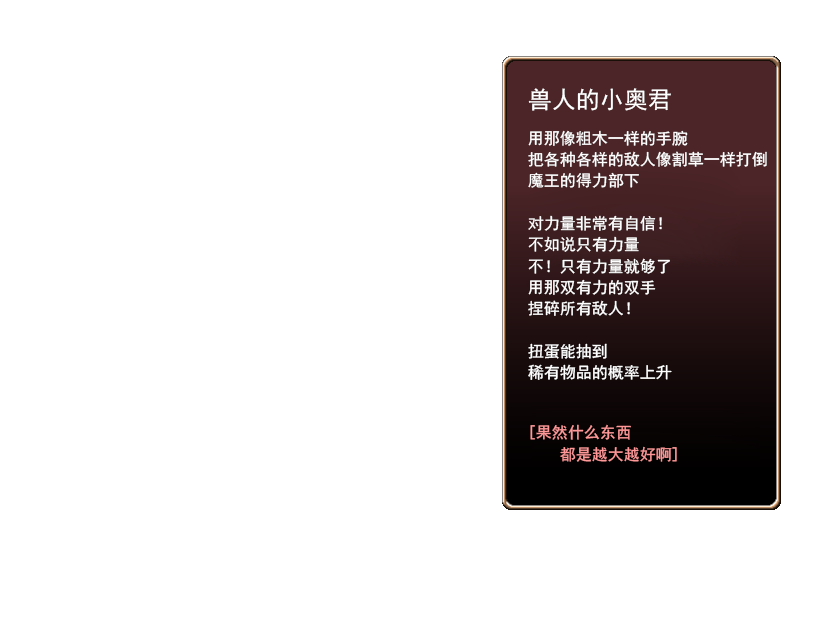 兽人的小奥君
用那像粗木一样的手腕
把各种各样的敌人像割草一样打倒
魔王的得力部下
对力量非常有自信！
不如说只有力量
不！只有力量就够了
用那双有力的双手
捏碎所有敌人！
扭蛋能抽到
稀有物品的概率上升
[果然什么东西
都是越大越好啊]